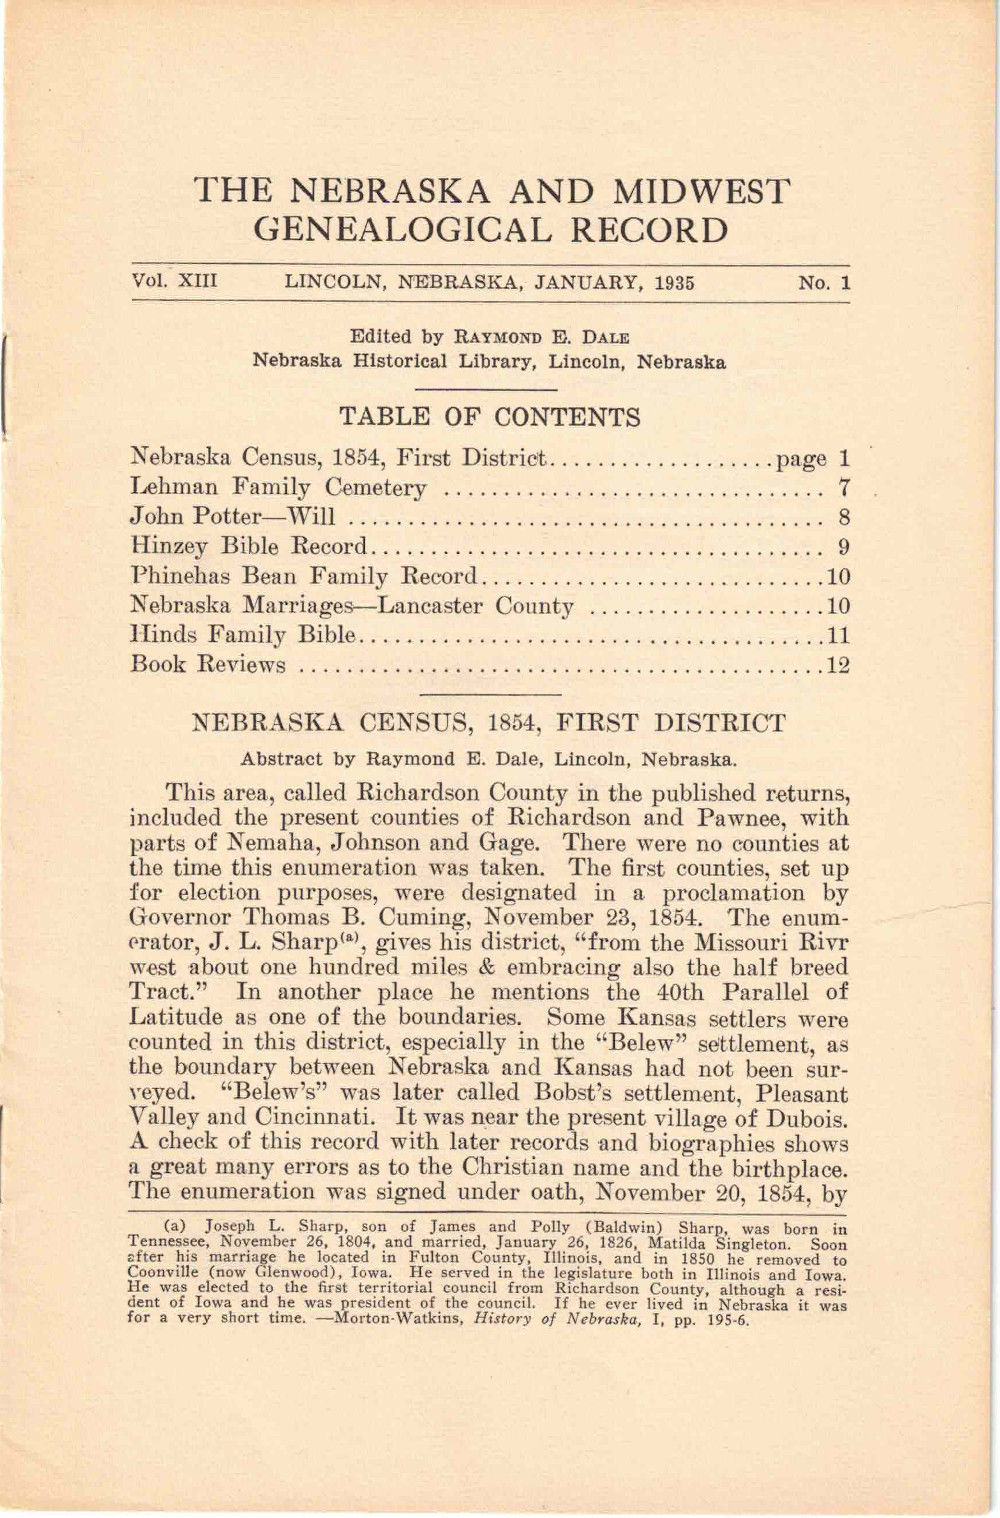 THE NEBRASKA AND MIDWEST
GENEALOGICAL RECORD
Vol. XIII LINCOLN, NEBRASKA, JANUARY, 1935 No. 1
Edited by RAYMOND E. DALE
Nebraska Historical Library, Lincoln, Nebraska
TABLE OF CONTENTS
Nebraska Census, 1854, First District...................page 1
Lehman Family Cemetery ................................ 7
John Potter—Will ........................................ 8
Hinzey Bible Record...................................... 9
Phinehas Bean Family Record.............................10
Nebraska Marriages—Lancaster County ....................10
Hinds Family Bible.......................................11
Book Reviews ............................................12
NEBRASKA CENSUS, 1854, FIRST DISTRICT
Abstract by Raymond E. Dale, Lincoln, Nebraska.
This area, called Richardson County in the published returns,
included the present counties of Richardson and Pawnee, with
parts of Nemaha, Johnson and Gage. There were no counties at
the time this enumeration was taken. The first counties, set up
for election purposes, were designated in a proclamation by
Governor Thomas B. Cuming, November 23, 1854. The enum-
erator, J. L. Sharp(a), gives his district, “from the Missouri Rivr
west about one hundred miles & embracing also the half breed
Tract.” In another place he mentions the 40th Parallel of
Latitude as one of the boundaries. Some Kansas settlers were
counted in this district, especially in the “Belew” settlement, as
the boundary between Nebraska and Kansas had not been sur-
veyed. “Belew's” was later called Bobst's settlement, Pleasant
Valley and Cincinnati. It was near the present village of Dubois.
A check of this record with later records and biographies shows
a great many errors as to the Christian name and the birthplace.
The enumeration was signed under oath, November 20, 1854, by
(a) Joseph L. Sharp, son of James and Polly (Baldwin) Sharp, was born in
Tennessee, November 26, 1804, and married, January 26, 1826, Matilda Singleton. Soon
after his marriage he located in Fulton County, Illinois, and in 1850 he removed to
Coonville (now Glenwood), Iowa. He served in the legislature both in Illinois and Iowa.
He was elected to the first territorial council from Richardson County, although a resi-
dent of Iowa and he was president of the council. If he ever lived in Nebraska it was
for a very short time. —Morton-Watkins, History of Nebraska, I, pp. 195-6.